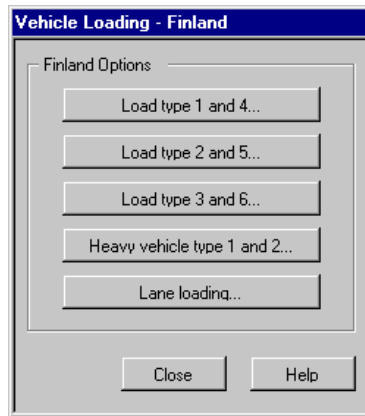 Vehicle Loading - Finland
Finland Options
Load type 1 and 4...
Load type 2 and 5...
Load type 3 and 6...
Heavy vehicle type 1 and 2...
Lane loading...
Close Help